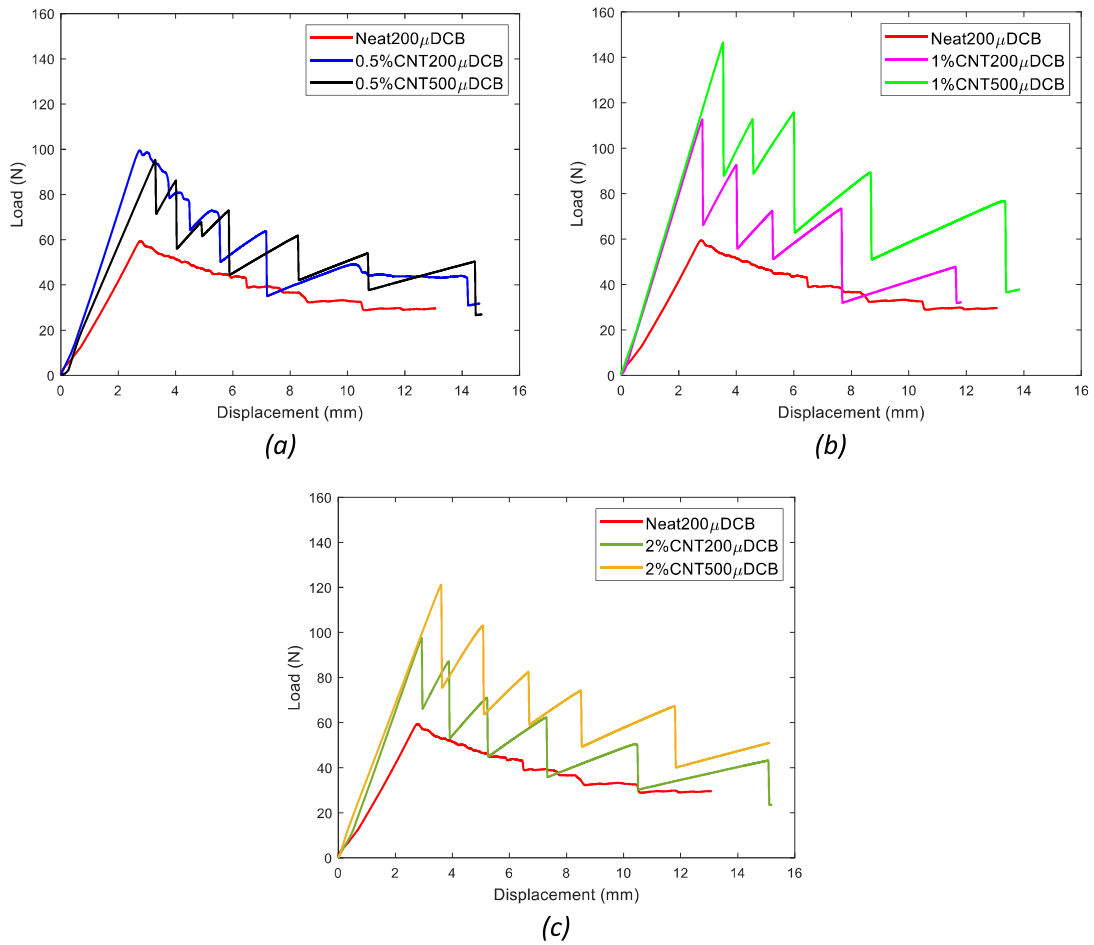 160
140
120
100
80
60
40
20
0
Load (N)
0 2 4 6 8 10 12 14 16
Displacement (mm)
Neat200μDCB
0.5%CNT200μDCB
0.5%CNT500μDCB
(a)
160
140
120
100
80
60
40
20
0
Load (N)
0 2 4 6 8 10 12 14 16
Displacement (mm)
Neat200μDCB
1%CNT200μDCB
1%CNT500μDCB
(b)
160
140
120
100
80
60
40
20
0
Load (N)
0 2 4 6 8 10 12 14 16
Displacement (mm)
Neat200μDCB
2%CNT200μDCB
2%CNT500μDCB
(c)